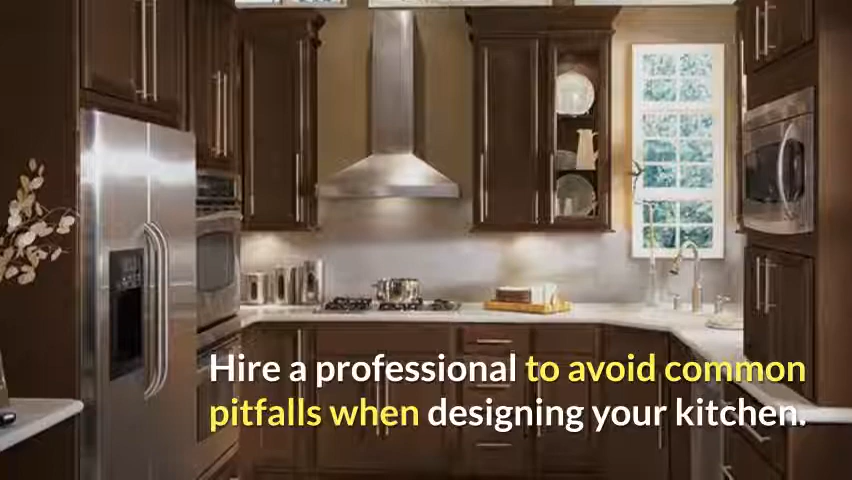 Hire a professional to avoid common
pitfalls when designing your kitchen.